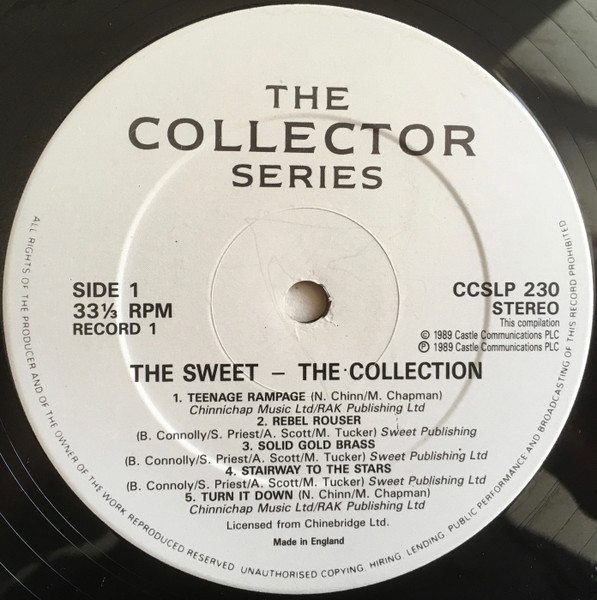 THE
COLLECTOR
SERIES
SIDE 1
33⅓ RPM
RECORD 1
CCSLP 230
STEREO
This compilation
© 1989 Castle Communications PLC
℗ 1989 Castle Communications PLC
THE SWEET – THE COLLECTION
1. TEENAGE RAMPAGE (N. Chinn/M. Chapman)
Chinnichap Music Ltd/RAK Publishing Ltd
2. REBEL ROUSER
(B. Connolly/S. Priest/A. Scott/M. Tucker) Sweet Publishing
3. SOLID GOLD BRASS
(B. Connolly/S. Priest/A. Scott/M. Tucker) Sweet Publishing Ltd
4. STAIRWAY TO THE STARS
(B. Conoly/S. Priest/A. Scott/M. Tucker) Sweet Publishing Ltd
5. TURN IT DOWN (N. Chinn/M. Chapman)
Chinnichap Music Ltd/RAK Publishing Ltd
Licensed from Chinebridge Ltd.
Made in England
ALL RIGHTS OF THE PRODUCER AND OF THE OWNER OF THE WORK REPRODUCED RESERVED UNAUTHORISED COPYING, HIRING, LENDING, PUBLIC PERFORMANCE AND BROADCASTING OF THIS RECORD PROHIBITED